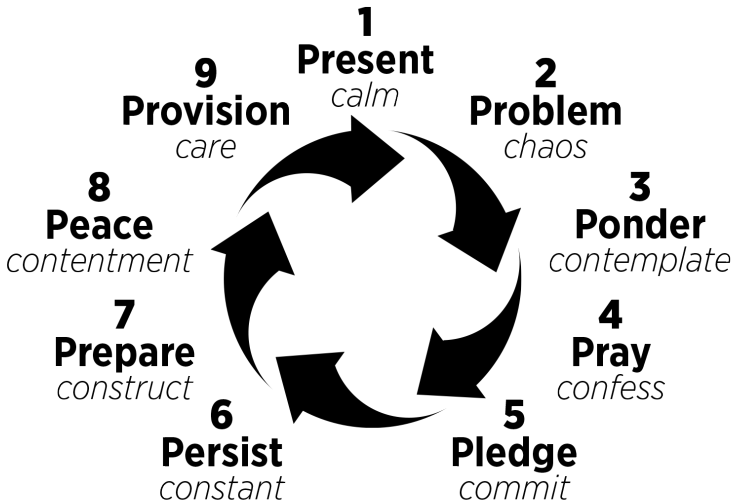 1
Present
calm
2
Problem
chaos
3
Ponder
contemplate
4
Pray
confess
5
Pledge
commit
6
Persist
constant
7
Prepare
construct
8
Peace
contentment
9
Provision
care